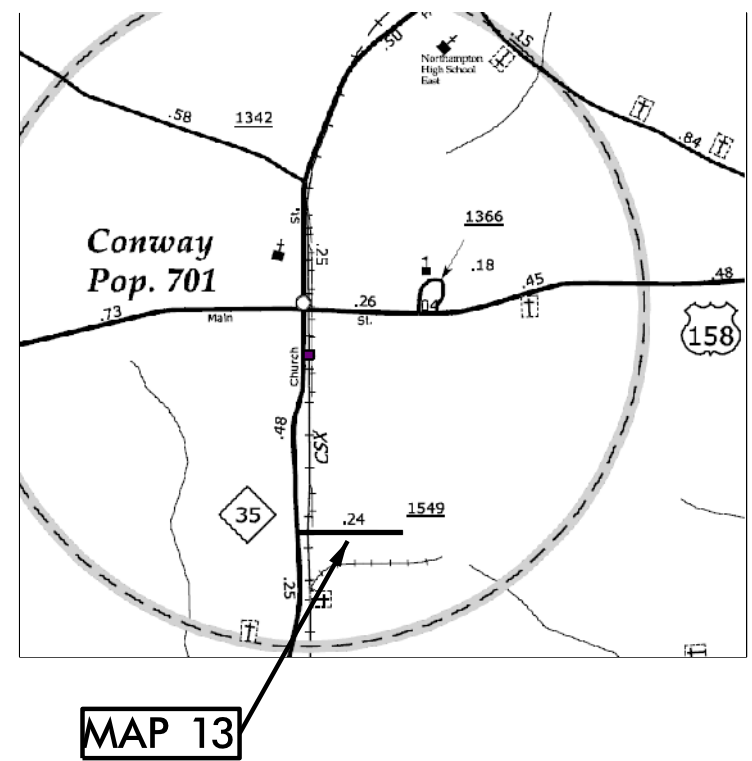 .15
.50
Northampton
High School
East
.58
1342
.84
St.
1366
Conway
.25
.18
Pop. 701
.45
.48
.26
04
.73
Main
St.
158
Church
.48
CSX
35
.24
1549
.25
MAP 13